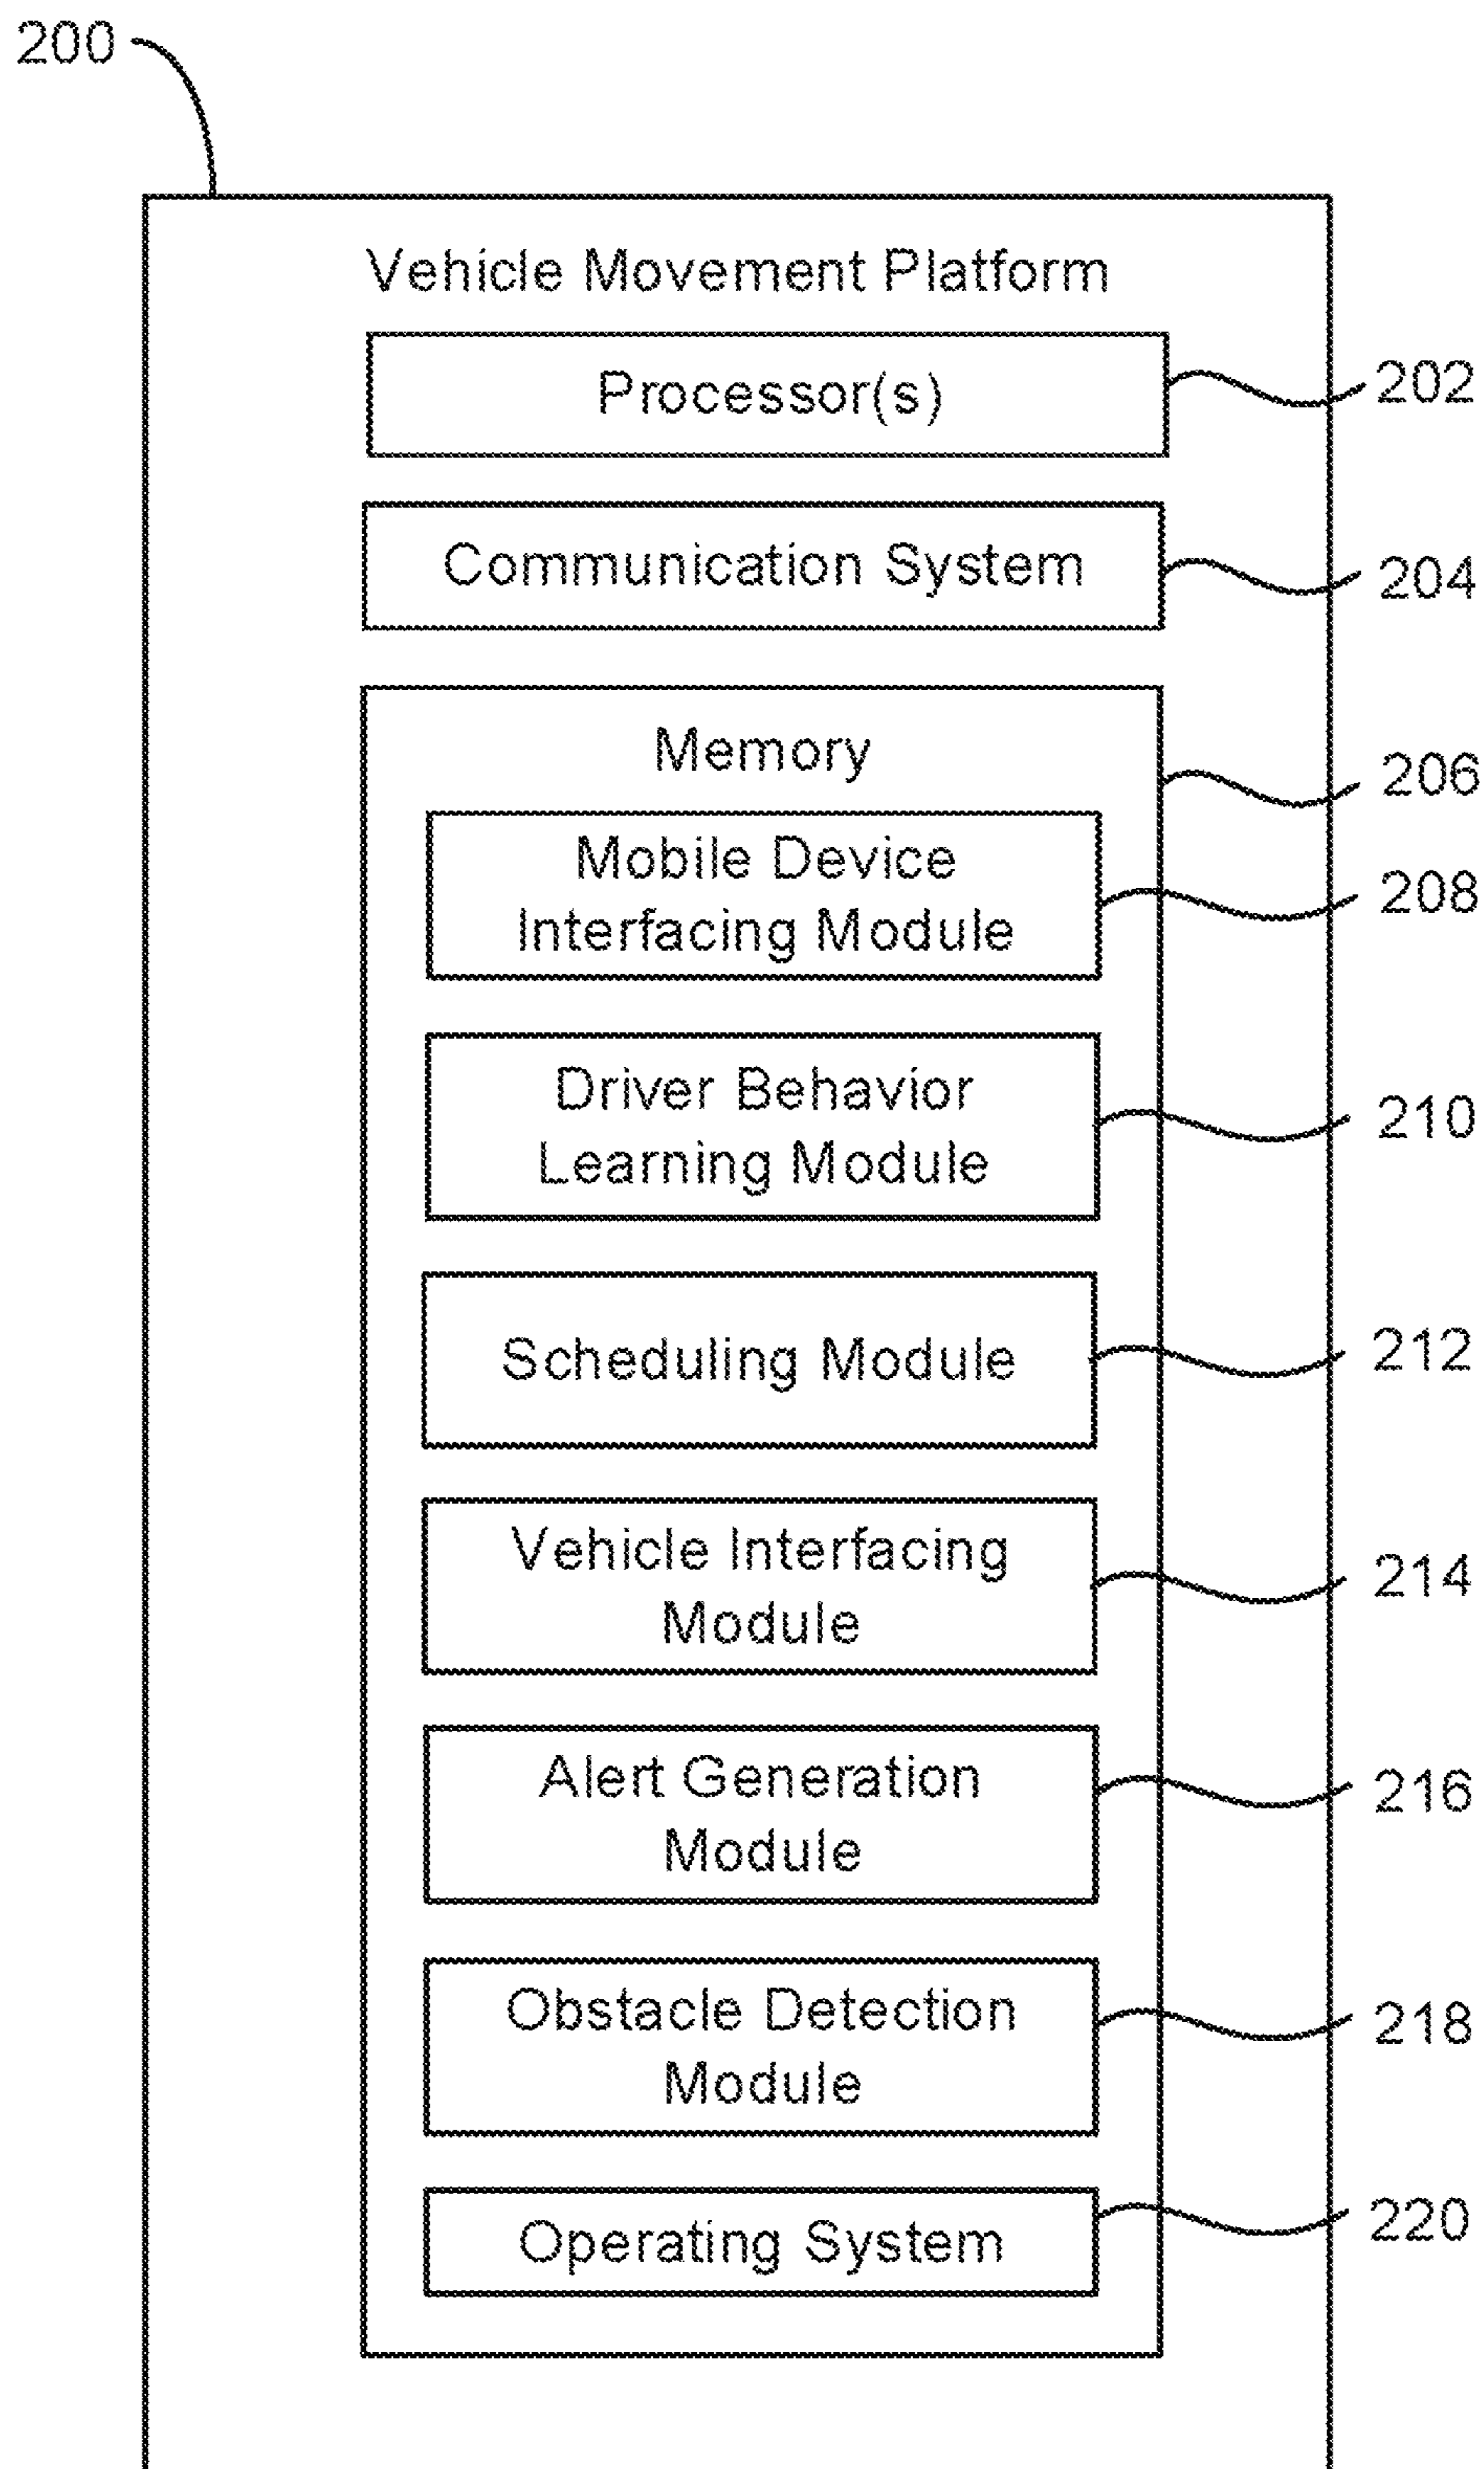 200
Vehicle Movement Platform
Processor(s)
202
Communication System
204
Memory
206
Mobile Device
Interfacing Module
208
Driver Behavior
Learning Module
210
Scheduling Module
212
Vehicle Interfacing
Module
214
Alert Generation
Module
216
Obstacle Detection
Module
218
Operating System
220